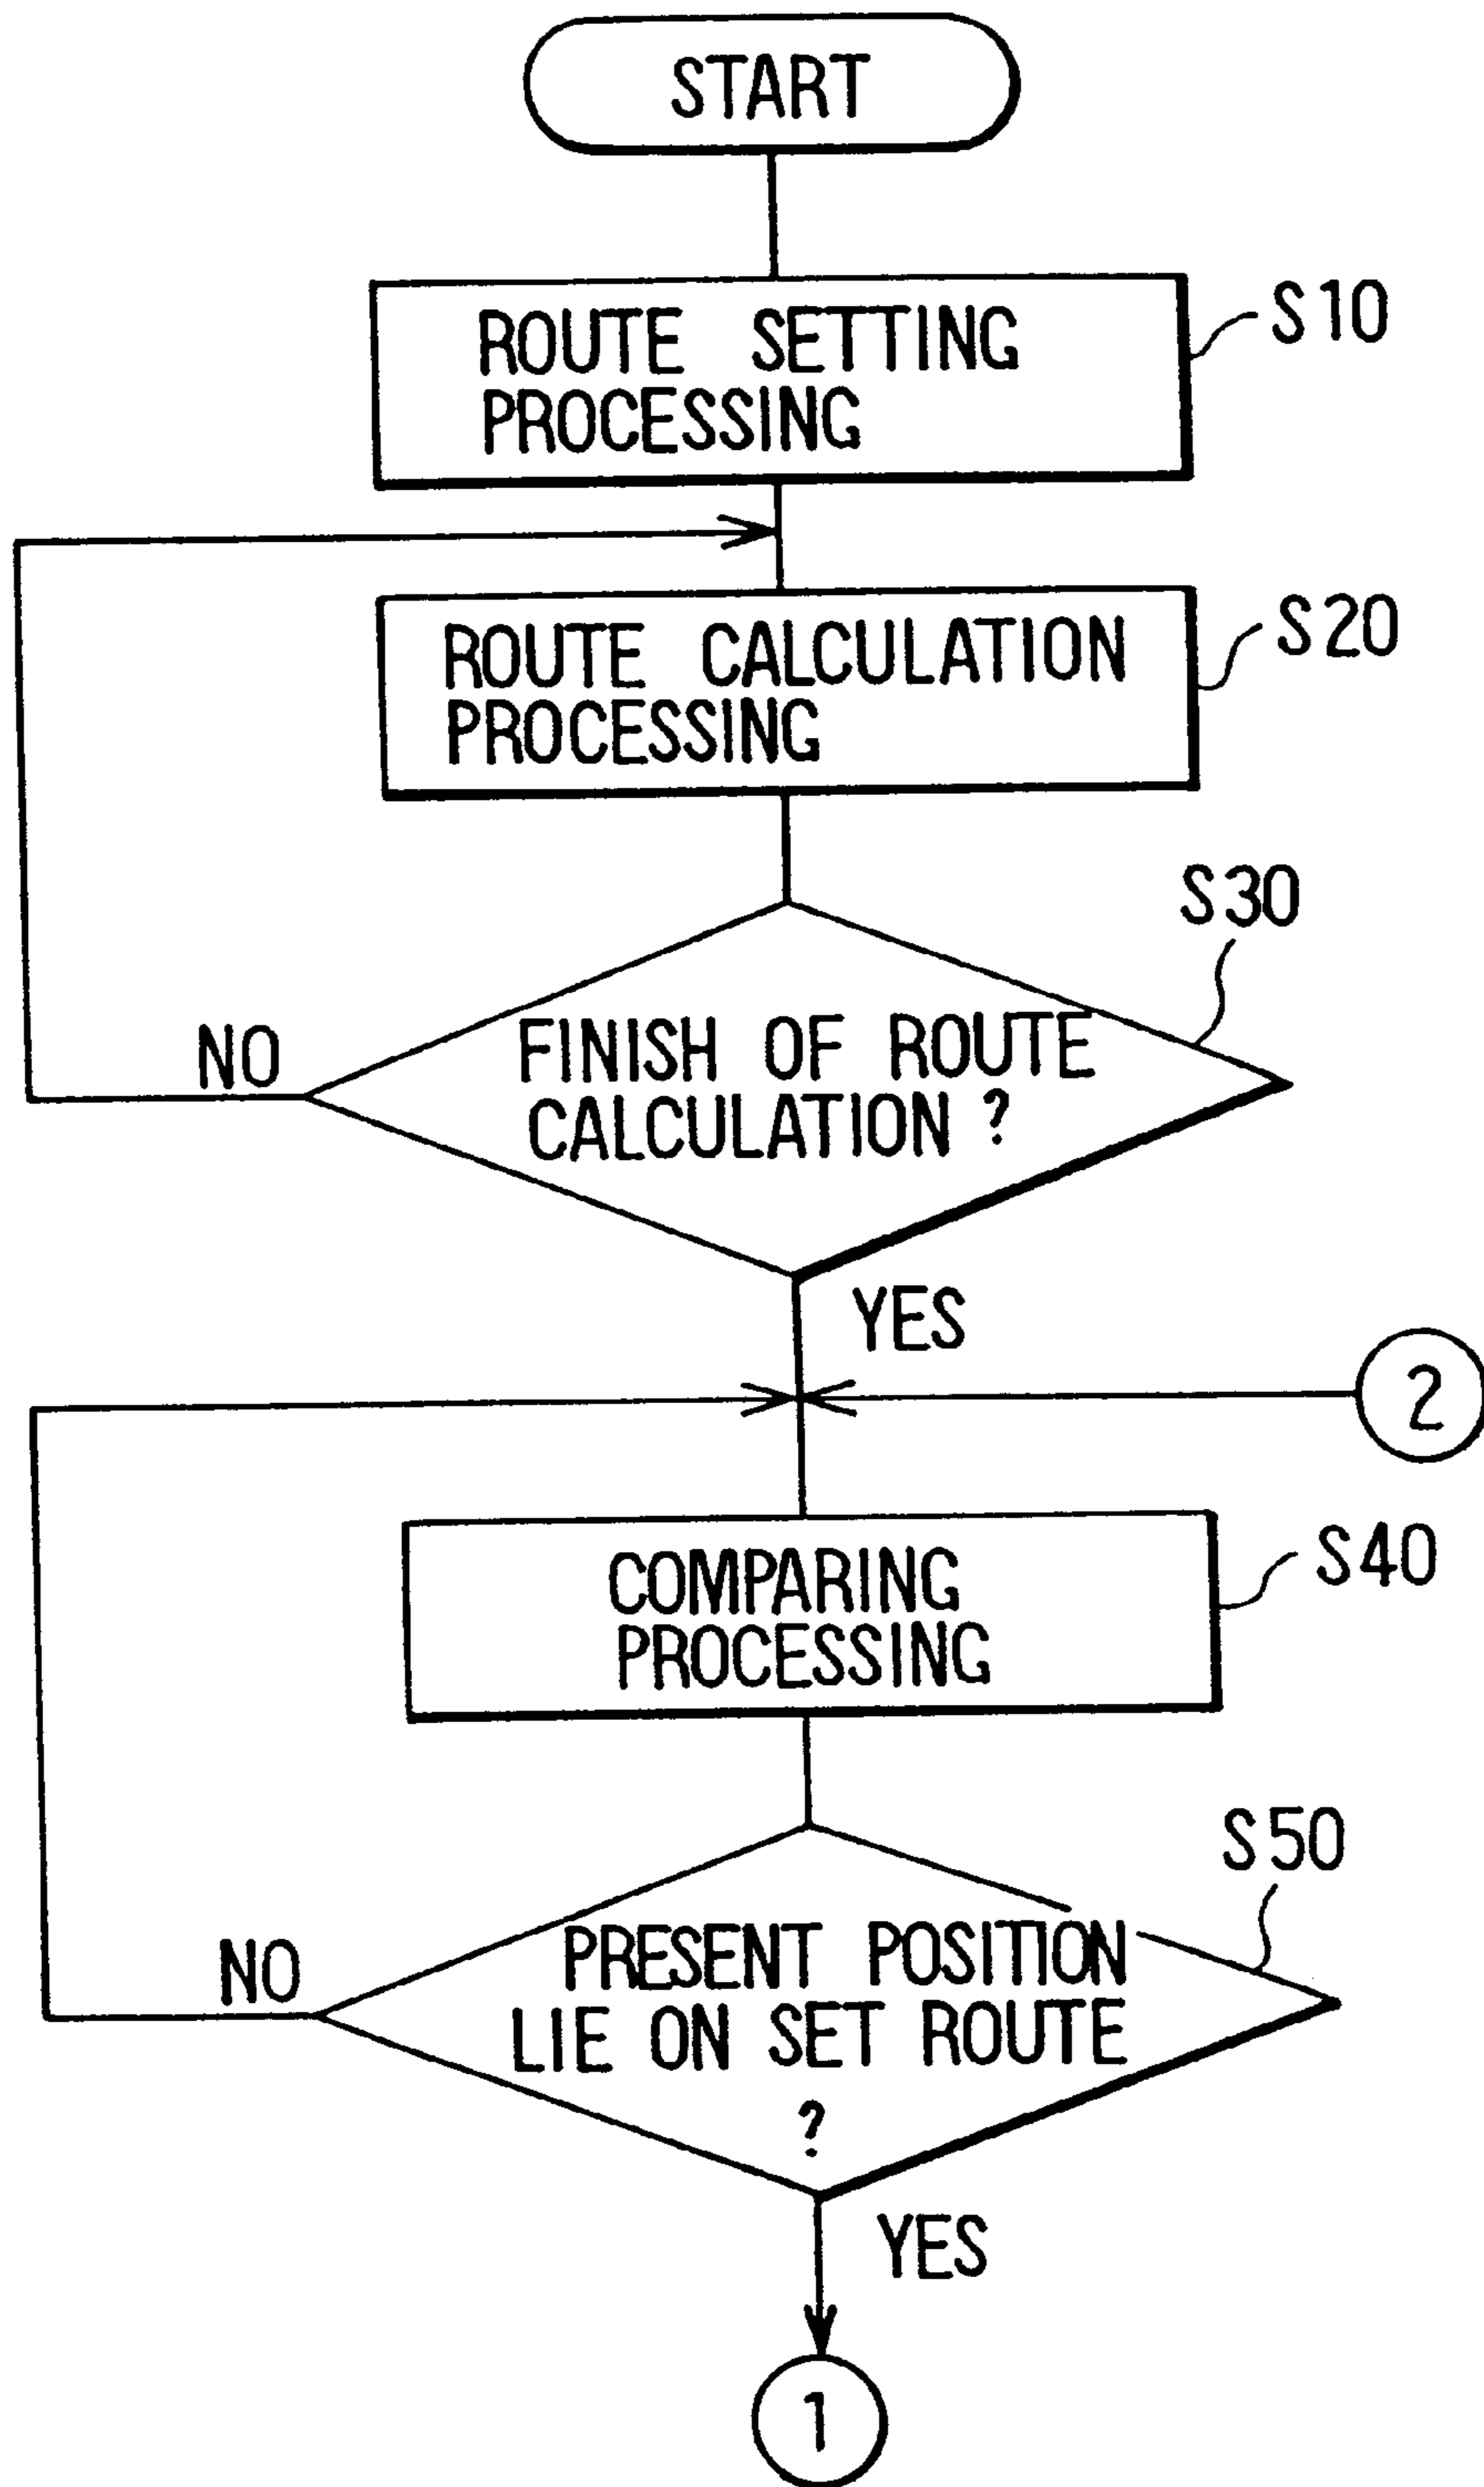 START
ROUTE SETTING
PROCESSING
S10
ROUTE CALCULATION
PROCESSING
S20
S30
FINISH OF ROUTE
CALCULATION ?
NO
YES
2
COMPARING
PROCESSING
S40
S50
PRESENT POSITION
LIE ON SET ROUTE
?
NO
YES
1